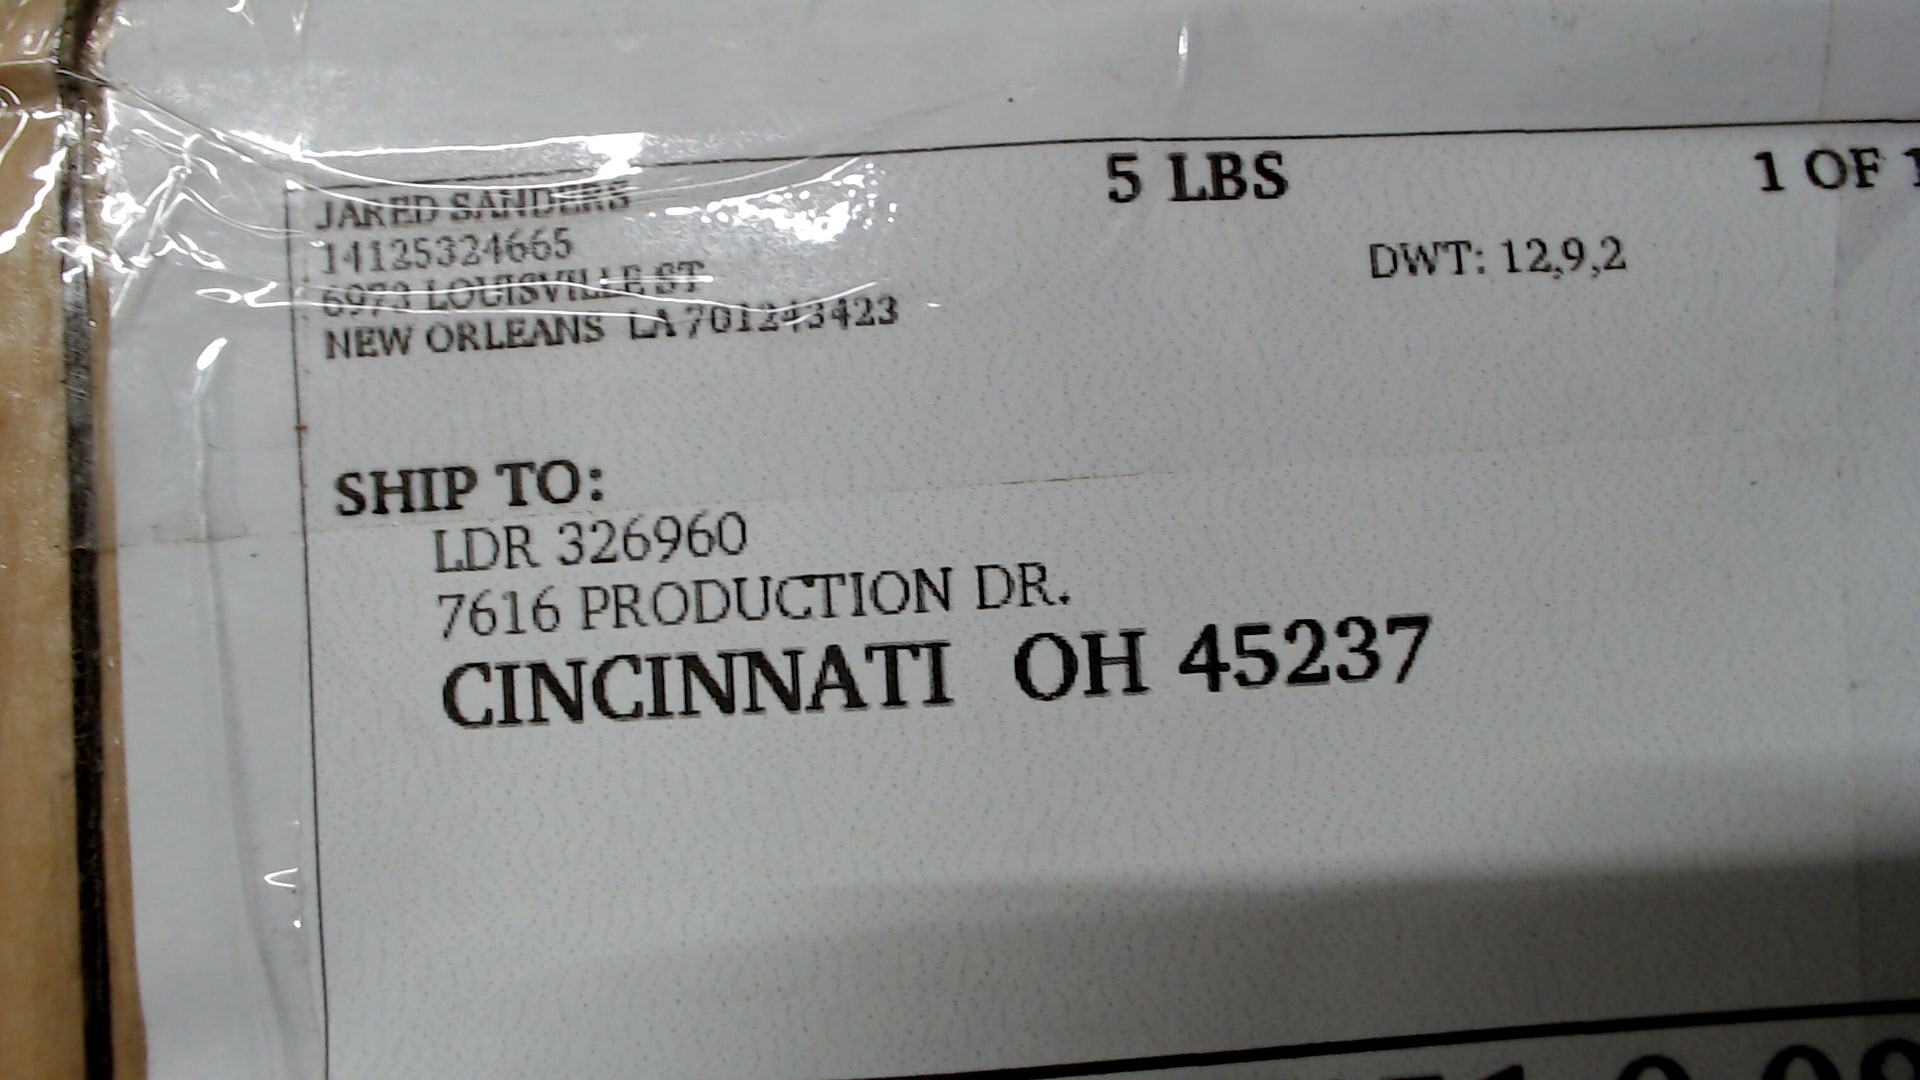 JARED SANDERS
14125324665
6973 LOUISVILLE ST
NEW ORLEANS LA 701243423
5 LBS
1 OF
DWT: 12,9,2
SHIP TO:
LDR 326960
7616 PRODUCTION DR.
CINCINNATI OH 45237